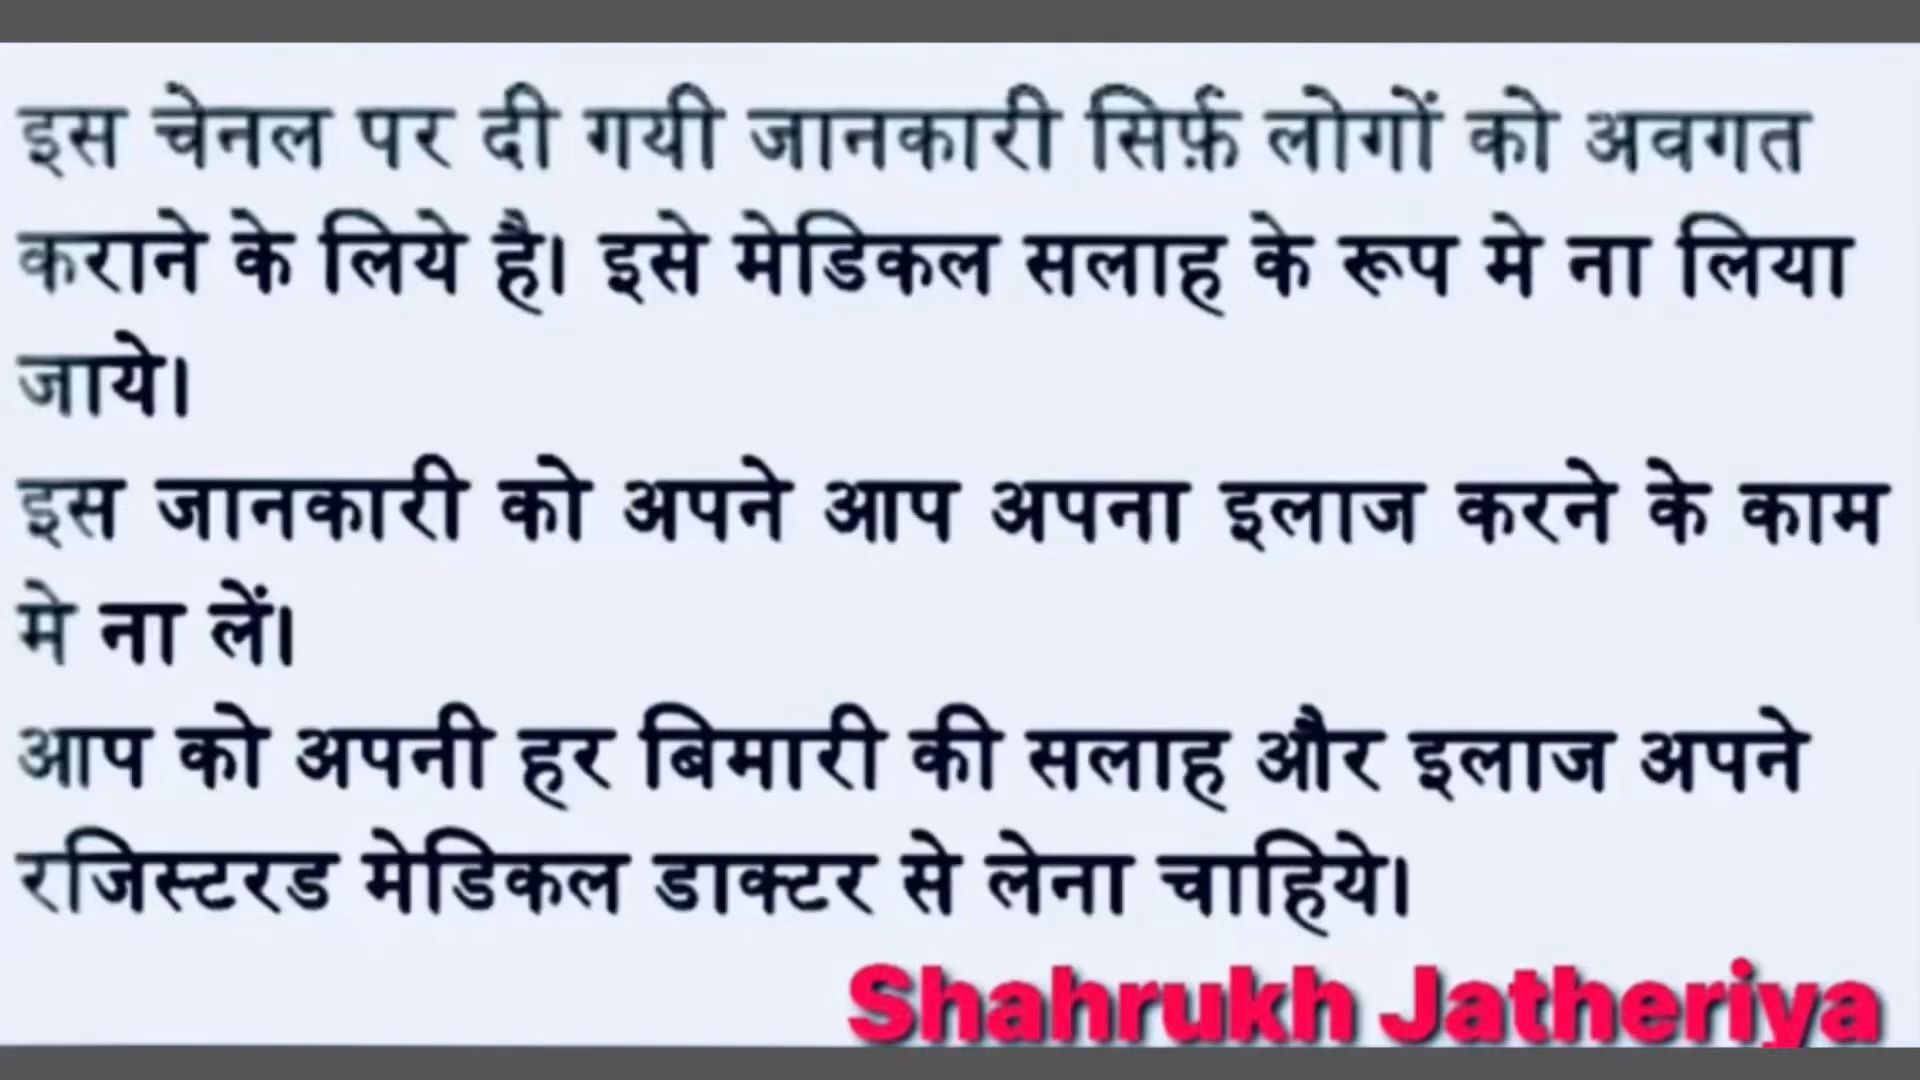 इस चेनल पर दी गयी जानकारी सिर्फ़ लोगों को अवगत
कराने के लिये है। इसे मेडिकल सलाह के रूप मे ना लिया
जाये।
इस जानकारी को अपने आप अपना इलाज करने के काम
मे ना लें।
आप को अपनी हर बिमारी की सलाह और इलाज अपने
रजिस्टरड मेडिकल डाक्टर से लेना चाहिये।
Shahrukh Jatheriya